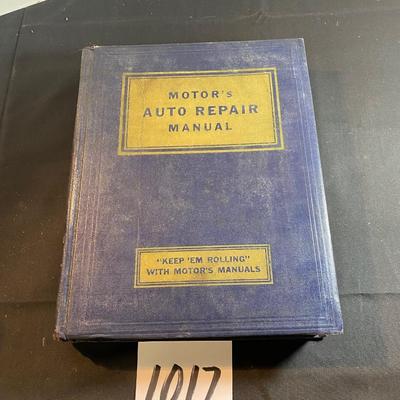 MOTOR's
AUTO REPAIR
MANUAL
"KEEP 'EM ROLLING"
WITH MOTOR'S MANUALS
1017